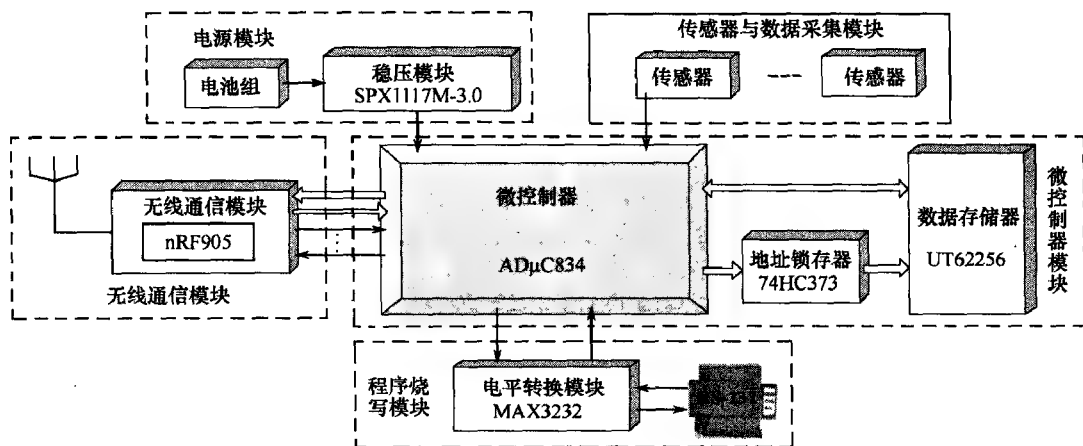 电源模块
电池组
稳压模块
SPX1117M-3.0
传感器与数据采集模块
传感器
传感器
无线通信模块
nRF905
无线通信模块
微控制器
ADμC834
数据存储器
UT62256
地址锁存器
74HC373
微控制器模块
程序烧
写模块
电平转换模块
MAX3232